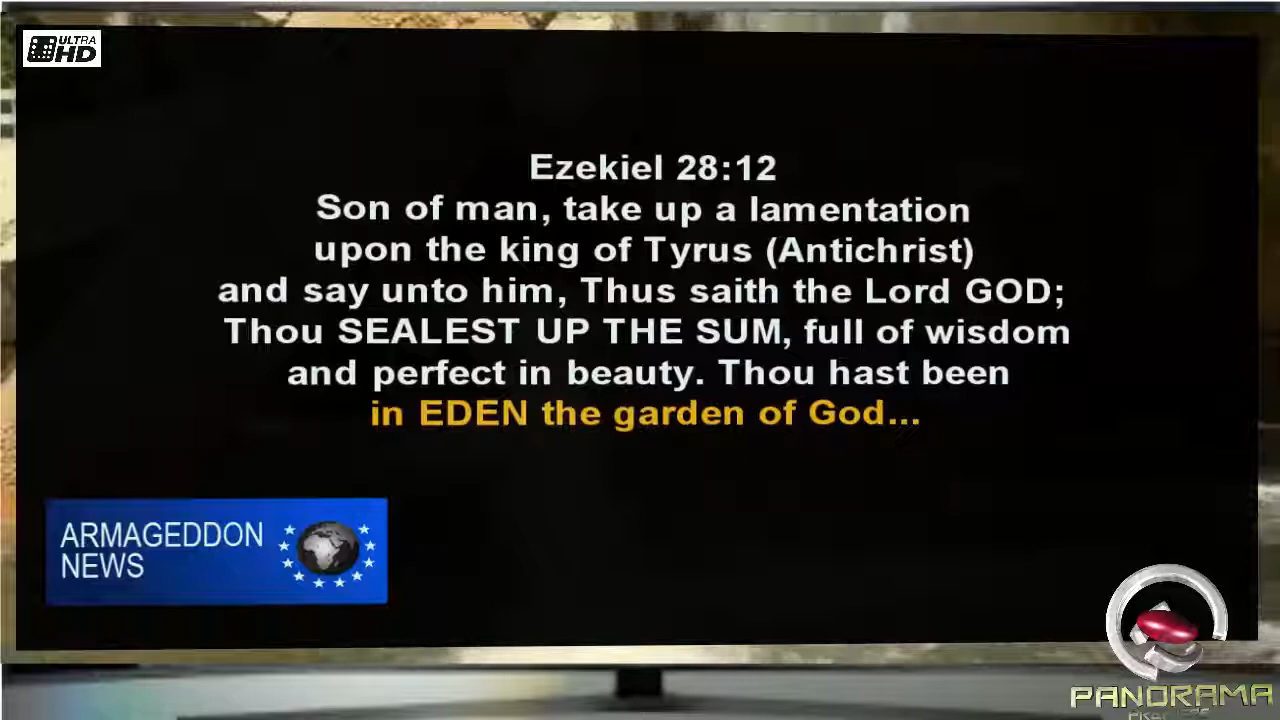 ULTRA
HD
Ezekiel 28:12
Son of man, take up a lamentation
upon the king of Tyrus (Antichrist)
and say unto him, Thus saith the Lord GOD;
Thou SEALEST UP THE SUM, full of wisdom
and perfect in beauty. Thou hast been
in EDEN the garden of God...
ARMAGEDDON
NEWS
PANORAMA